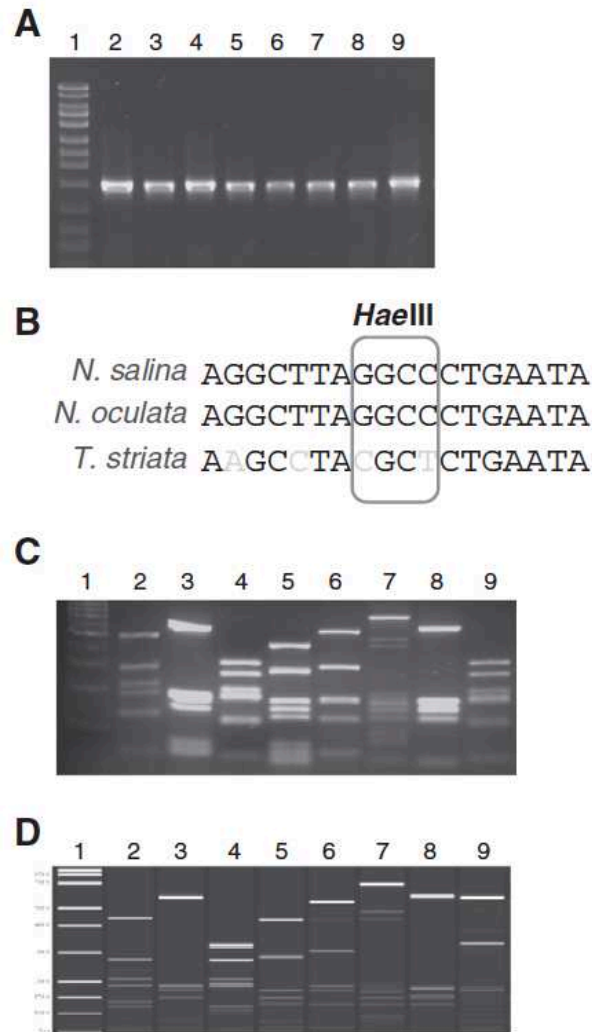 A
1 2 3 4 5 6 7 8 9
B
HaeIII
N. salina AGGCTTAGGCCCTGAATA
N. oculata AGGCTTAGGCCCTGAATA
T. striata AAGCCTACGCTCTGAATA
C
1 2 3 4 5 6 7 8 9
D
1 2 3 4 5 6 7 8 9